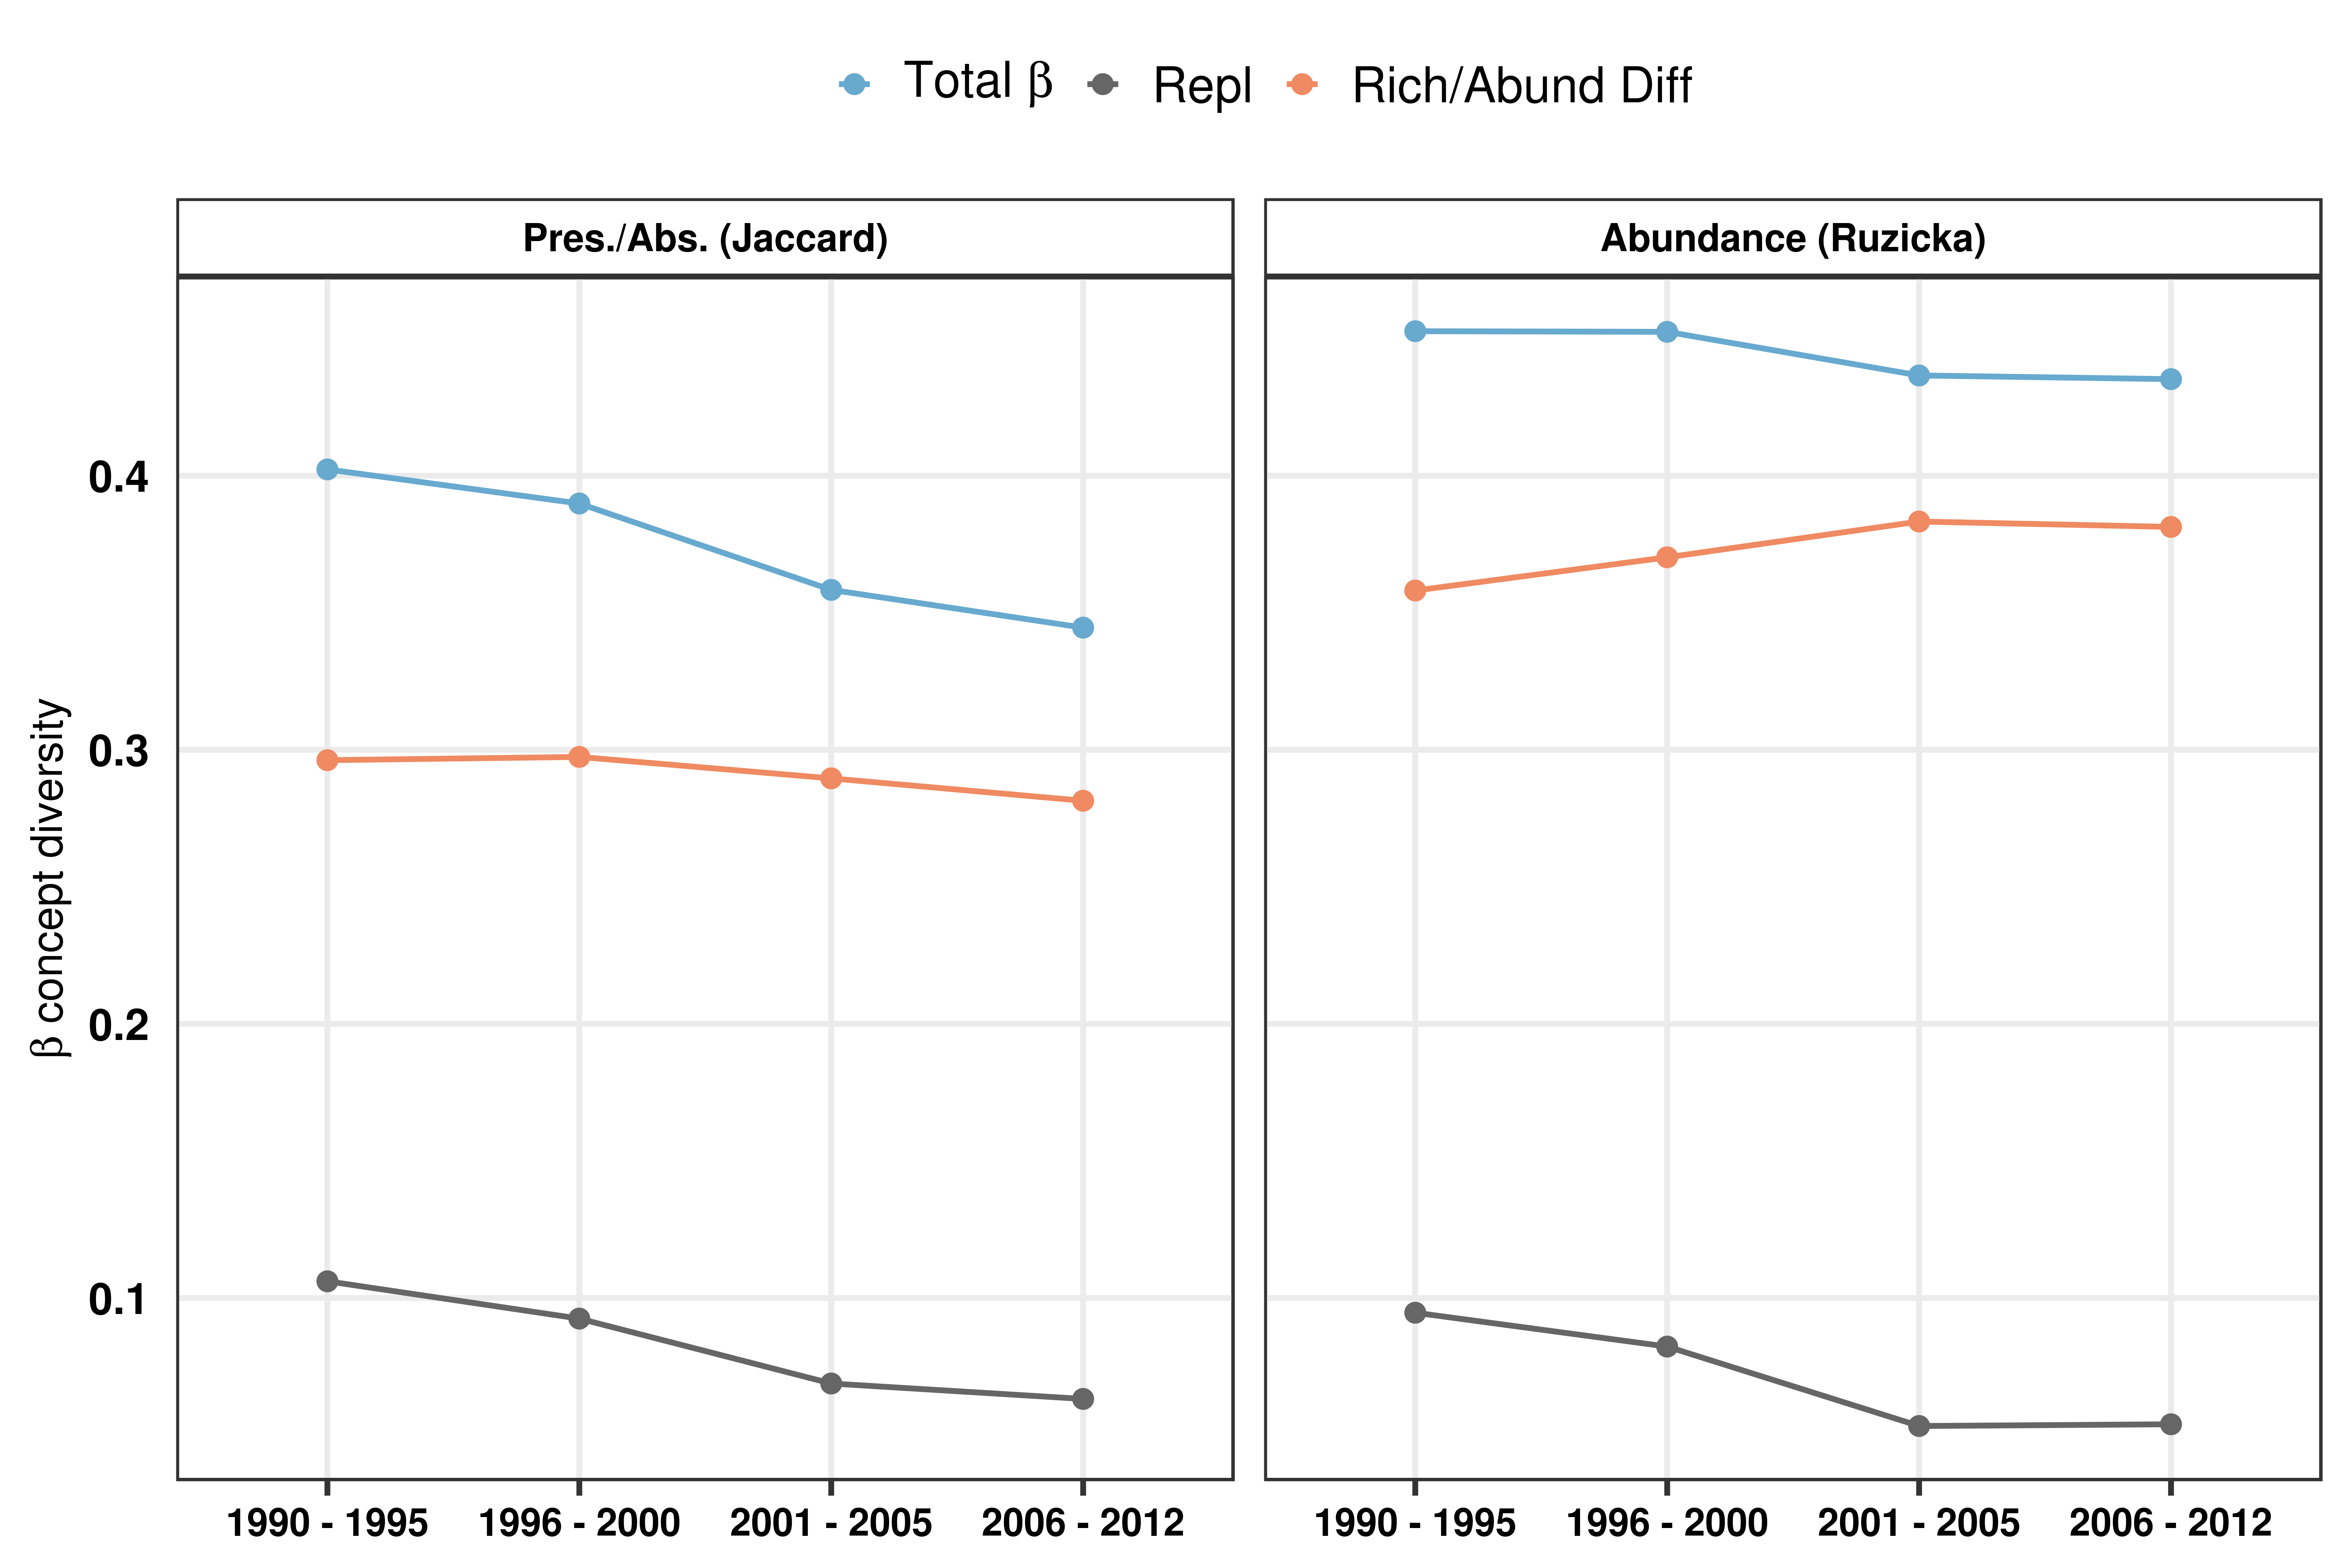 Total β Repl Rich/Abund Diff
Pres./Abs. (Jaccard)
Abundance (Ruzicka)
β concept diversity
0.4
0.3
0.2
0.1
1990 - 1995 1996 - 2000 2001 - 2005 2006 - 2012
1990 - 1995 1996 - 2000 2001 - 2005 2006 - 2012